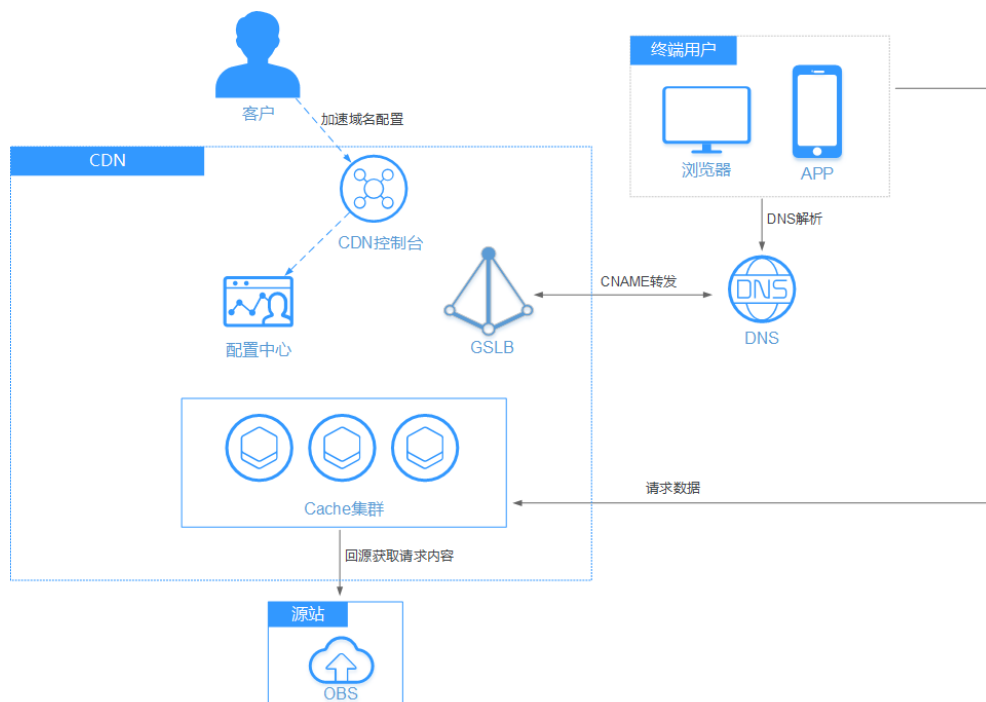 终端用户
客户
加速域名配置
浏览器
APP
CDN
DNS解析
CDN控制台
CNAME转发
DNS
DNS
配置中心
GSLB
请求数据
Cache集群
回源获取请求内容
源站
OBS